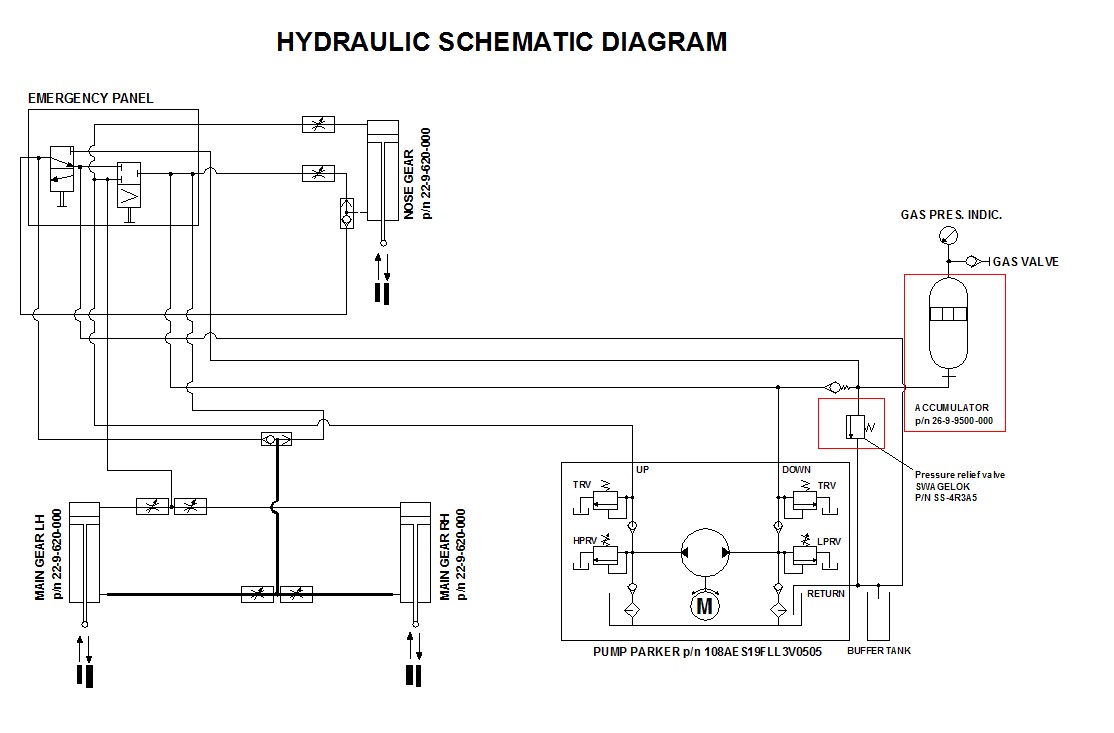 HYDRAULIC SCHEMATIC DIAGRAM
EMERGENCY PANEL
NOSE GEAR
p/n 22-9-620-000
GAS PRES. INDIC.
GAS VALVE
ACCUMULATOR
p/n 26-9-9500-000
Pressure relief valve
SWAGELOK
P/N SS-4R3A5
UP
DOWN
TRV
TRV
HPRV
LPRV
M
RETURN
MAIN GEAR LH
p/n 22-9-620-000
MAIN GEAR RH
p/n 22-9-620-000
PUMP PARKER p/n 108AES19FLL3V0505
BUFFER TANK